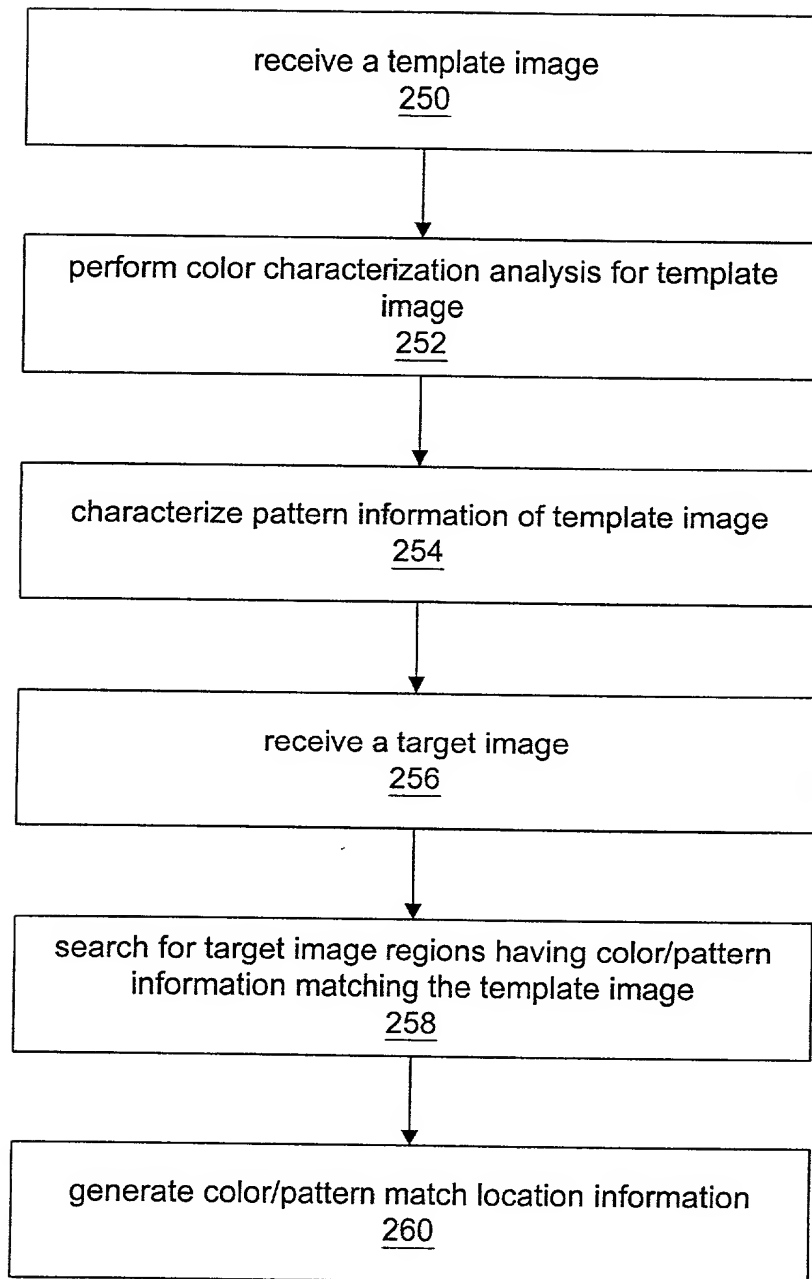 receive a template image
250
perform color characterization analysis for template
image
252
characterize pattern information of template image
254
receive a target image
256
search for target image regions having color/pattern
information matching the template image
258
generate color/pattern match location information
260